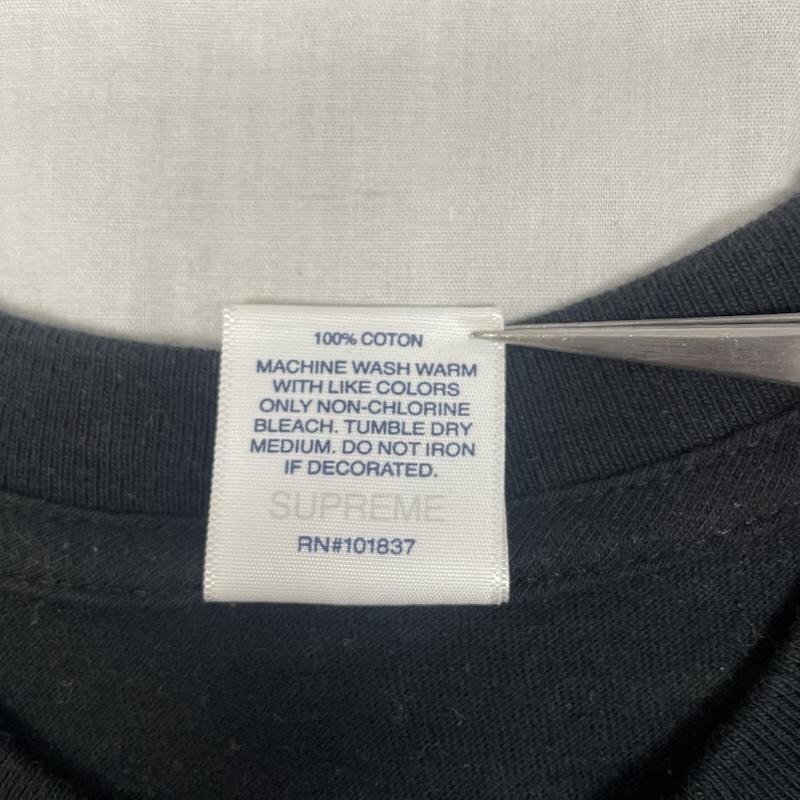 100% COTON
MACHINE WASH WARM
WITH LIKE COLORS
ONLY NON-CHLORINE
BLEACH. TUMBLE DRY
MEDIUM. DO NOT IRON
IF DECORATED.
SUPREME
RN#101837